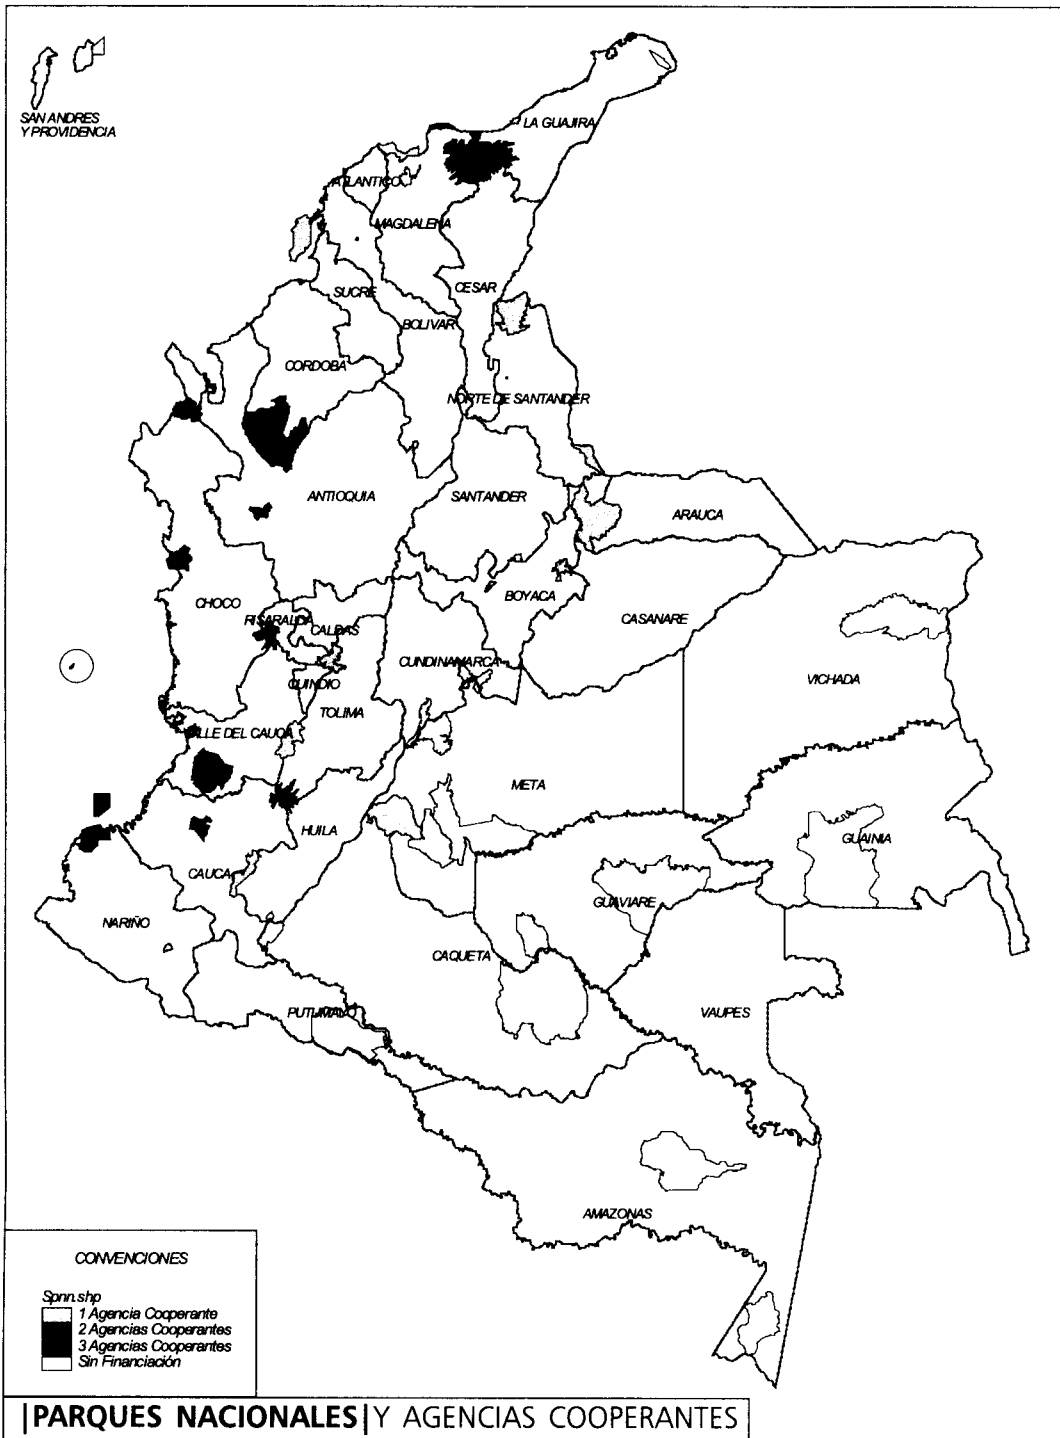 SAN ANDRES
Y PROVIDENCIA
LA GUAJIRA
ATLANTICO
MAGDALENA
CESAR
SUCRE
BOLIVAR
CORDOBA
NORTE DE SANTANDER
ANTIOQUIA
SANTANDER
ARAUCA
BOYACA
CHOCO
RISARALDA
CALDAS
CASANARE
CUNDINAMARCA
VICHADA
QUINDIO
TOLIMA
VALLE DEL CAUCA
META
HUILA
GUAINIA
CAUCA
GUAVIARE
NARIÑO
CAQUETA
PUTUMAYO
VAUPES
AMAZONAS
CONVENCIONES
Spnn.shp
1 Agencia Cooperante
2 Agencias Cooperantes
3 Agencias Cooperantes
Sin Financiación
|PARQUES NACIONALES|Y AGENCIAS COOPERANTES